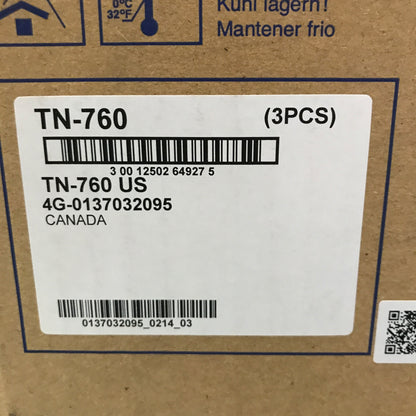 0°C
32°F
Kühl lagern!
Mantener frio
TN-760 (3PCS)
3 00 12502 64927 5
TN-760 US
4G-0137032095
CANADA
0137032095_0214_03